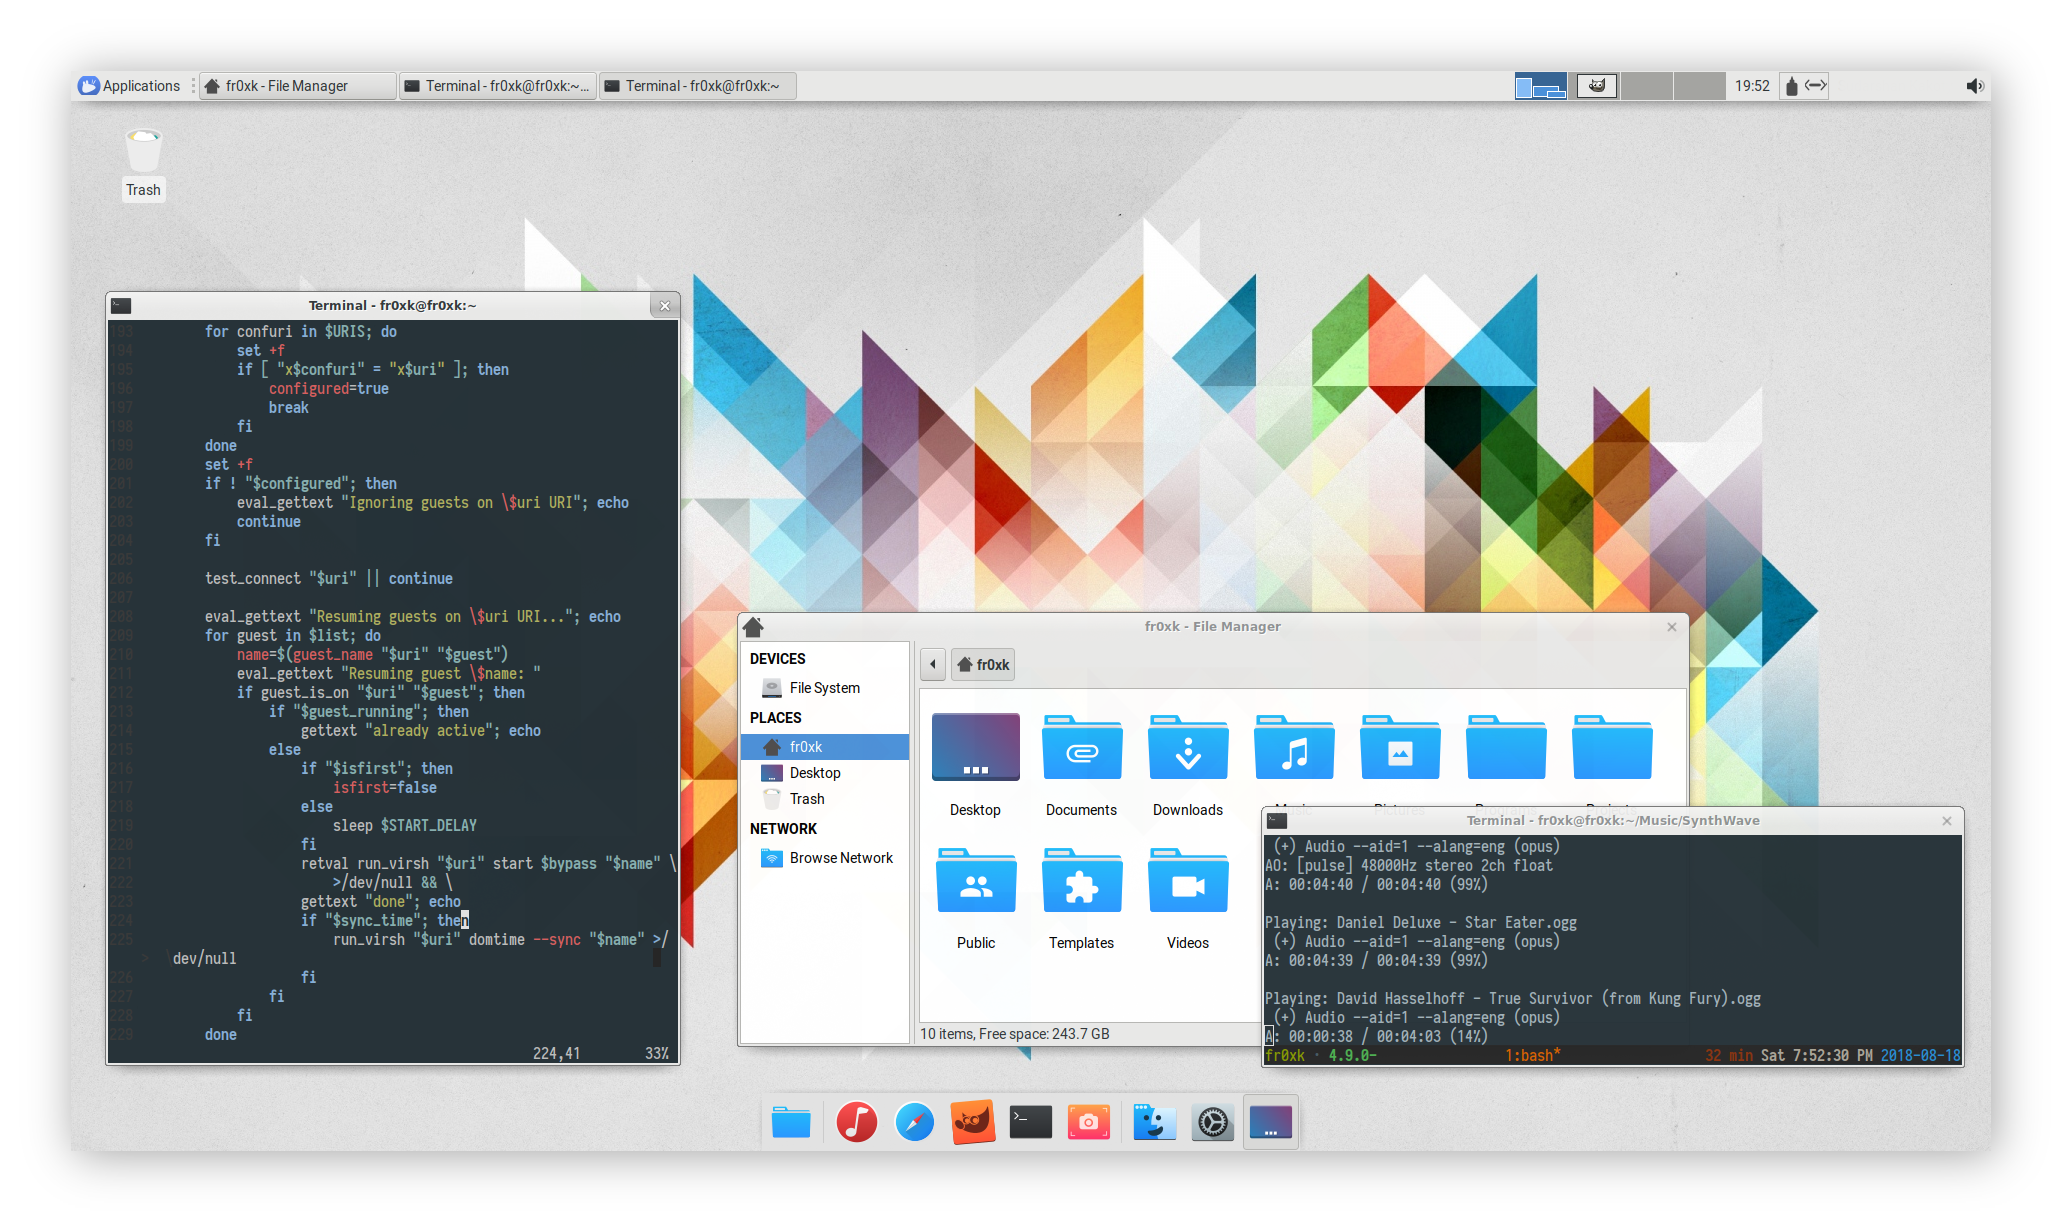 Applications
fr0xk - File Manager
Terminal - fr0xk@fr0xk:~...
Terminal - fr0xk@fr0xk:~
19:52
Trash
Terminal - fr0xk@fr0xk:~
193 for confuri in $URIS; do
194 set +f
195 if [ "x$confuri" = "x$uri" ]; then
196 configured=true
197 break
198 fi
199 done
200 set +f
201 if ! "$configured"; then
202 eval_gettext "Ignoring guests on \$uri URI"; echo
203 continue
204 fi
205
206 test_connect "$uri" || continue
207
208 eval_gettext "Resuming guests on \$uri URI..."; echo
209 for guest in $list; do
210 name=$(guest_name "$uri" "$guest")
211 eval_gettext "Resuming guest \$name: "
212 if guest_is_on "$uri" "$guest"; then
213 if "$guest_running"; then
214 gettext "already active"; echo
215 else
216 if "$isfirst"; then
217 isfirst=false
218 else
219 sleep $START_DELAY
220 fi
221 retval run_virsh "$uri" start $bypass "$name" \
222 >/dev/null && \
223 gettext "done"; echo
224 if "$sync_time"; then
225 run_virsh "$uri" domtime --sync "$name" >/
> \dev/null
226 fi
227 fi
228 fi
229 done
224,41 33%
fr0xk - File Manager
DEVICES
File System
PLACES
fr0xk
Desktop
Trash
NETWORK
Browse Network
fr0xk
Desktop
Documents
Downloads
Music
Pictures
Programs
Projects
Public
Templates
Videos
10 items, Free space: 243.7 GB
Terminal - fr0xk@fr0xk:~/Music/SynthWave
(+) Audio --aid=1 --alang=eng (opus)
AO: [pulse] 48000Hz stereo 2ch float
A: 00:04:40 / 00:04:40 (99%)
Playing: Daniel Deluxe - Star Eater.ogg
(+) Audio --aid=1 --alang=eng (opus)
A: 00:04:39 / 00:04:39 (99%)
Playing: David Hasselhoff - True Survivor (from Kung Fury).ogg
(+) Audio --aid=1 --alang=eng (opus)
A: 00:00:38 / 00:04:03 (14%)
fr0xk · 4.9.0- 1:bash* 32 min Sat 7:52:30 PM 2018-08-18